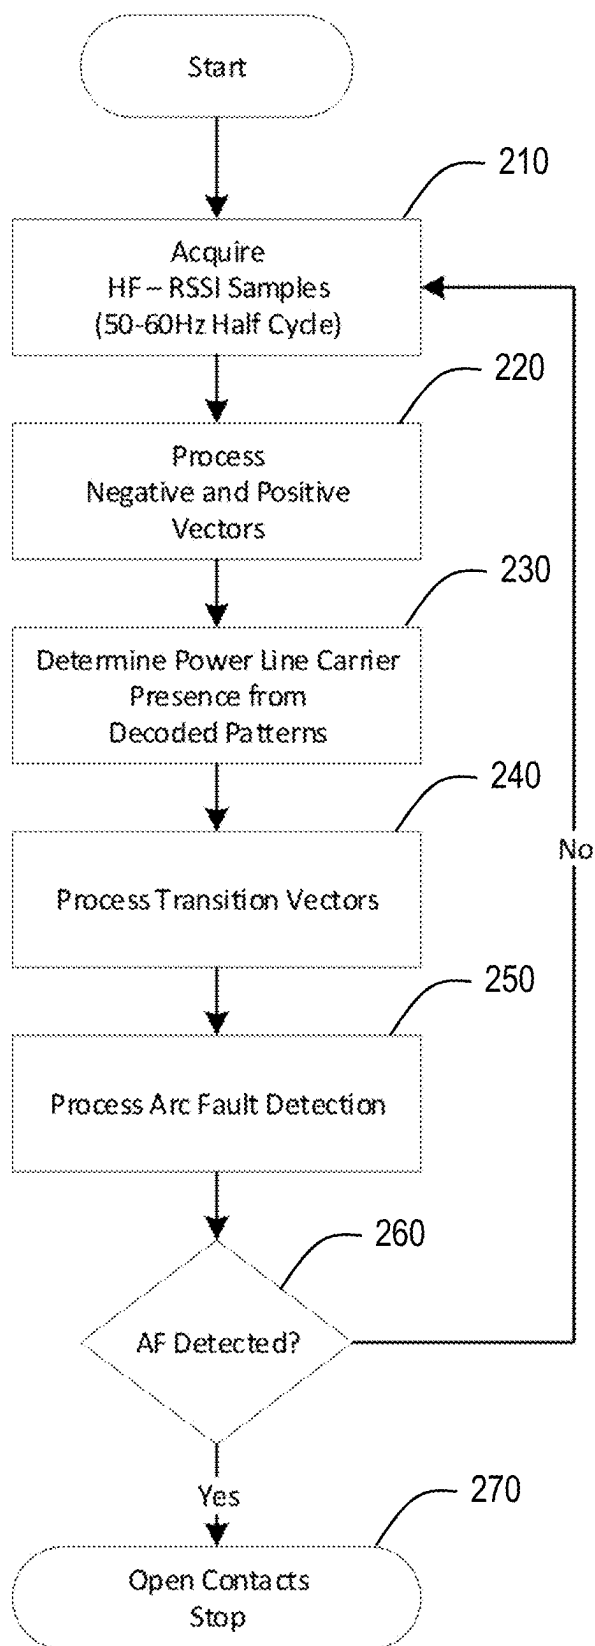 Start
210
Acquire
HF – RSSI Samples
(50-60Hz Half Cycle)
220
Process
Negative and Positive
Vectors
230
Determine Power Line Carrier
Presence from
Decoded Patterns
240
Process Transition Vectors
No
250
Process Arc Fault Detection
260
AF Detected?
Yes
270
Open Contacts
Stop